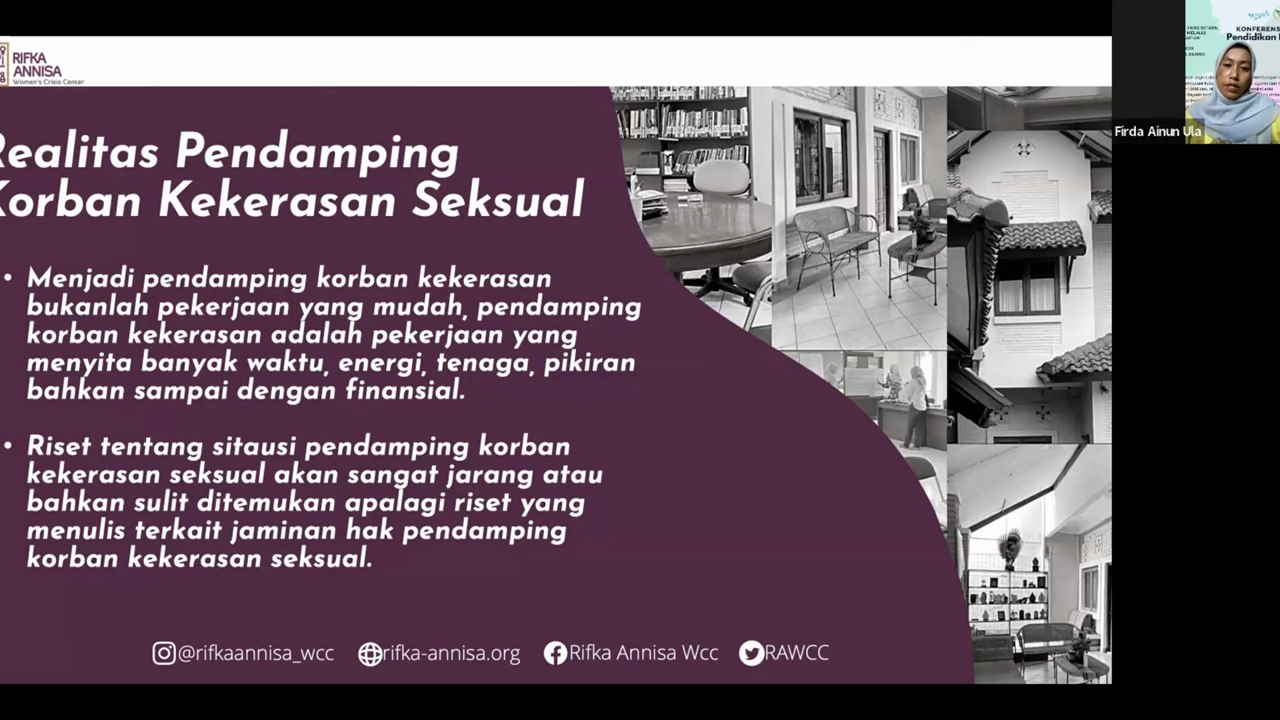 RIFKA
ANNISA
Women's Crisis Center
Realitas Pendamping
Korban Kekerasan Seksual
• Menjadi pendamping korban kekerasan
bukanlah pekerjaan yang mudah, pendamping
korban kekerasan adalah pekerjaan yang
menyita banyak waktu, energi, tenaga, pikiran
bahkan sampai dengan finansial.
• Riset tentang sitausi pendamping korban
kekerasan seksual akan sangat jarang atau
bahkan sulit ditemukan apalagi riset yang
menulis terkait jaminan hak pendamping
korban kekerasan seksual.
@rifkaannisa_wcc
rifka-annisa.org
Rifka Annisa Wcc
RAWCC
KONFERENS
Pendidikan
Firda Ainun Ula